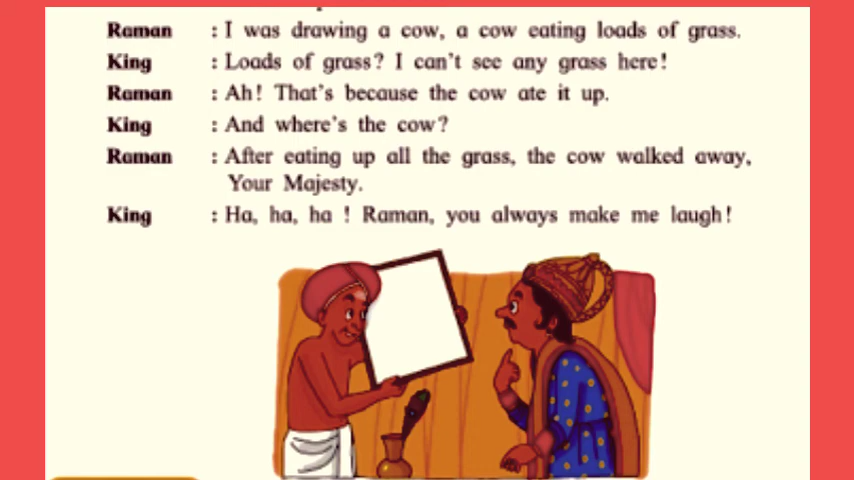 Raman : I was drawing a cow, a cow eating loads of grass.
King : Loads of grass? I can't see any grass here!
Raman : Ah! That's because the cow ate it up.
King : And where's the cow?
Raman : After eating up all the grass, the cow walked away,
Your Majesty.
King : Ha, ha, ha ! Raman, you always make me laugh!